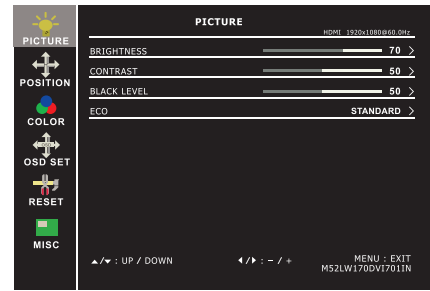 PICTURE
HDMI 1920x1080@60.0Hz
PICTURE
BRIGHTNESS 70 >
CONTRAST 50 >
BLACK LEVEL 50 >
ECO STANDARD >
POSITION
COLOR
OSD SET
RESET
MISC
▲/▼ : UP / DOWN ◀/▶ : - / + MENU : EXIT
M52LW170DVI701IN